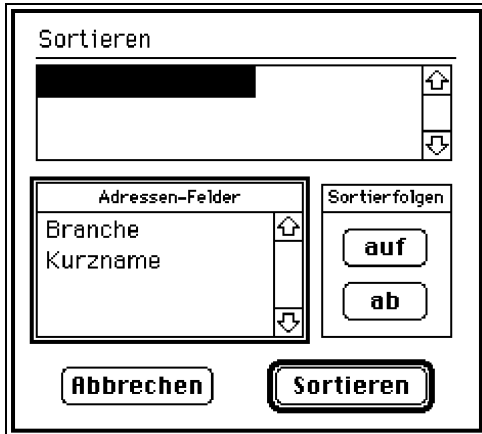 Sortieren
Adressen-Felder
Branche
Kurzname
Sortierfolgen
auf
ab
Abbrechen
Sortieren